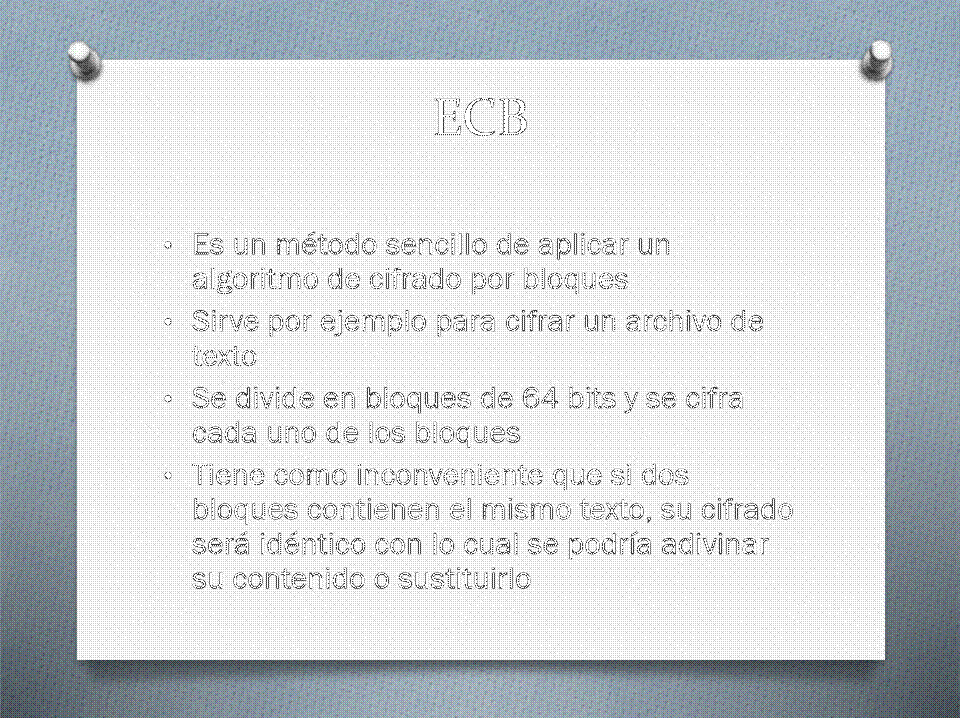 ECB
• Es un método sencillo de aplicar un
algoritmo de cifrado por bloques
• Sirve por ejemplo para cifrar un archivo de
texto
• Se divide en bloques de 64 bits y se cifra
cada uno de los bloques
• Tiene como inconveniente que si dos
bloques contienen el mismo texto, su cifrado
será idéntico con lo cual se podría adivinar
su contenido o sustituirlo